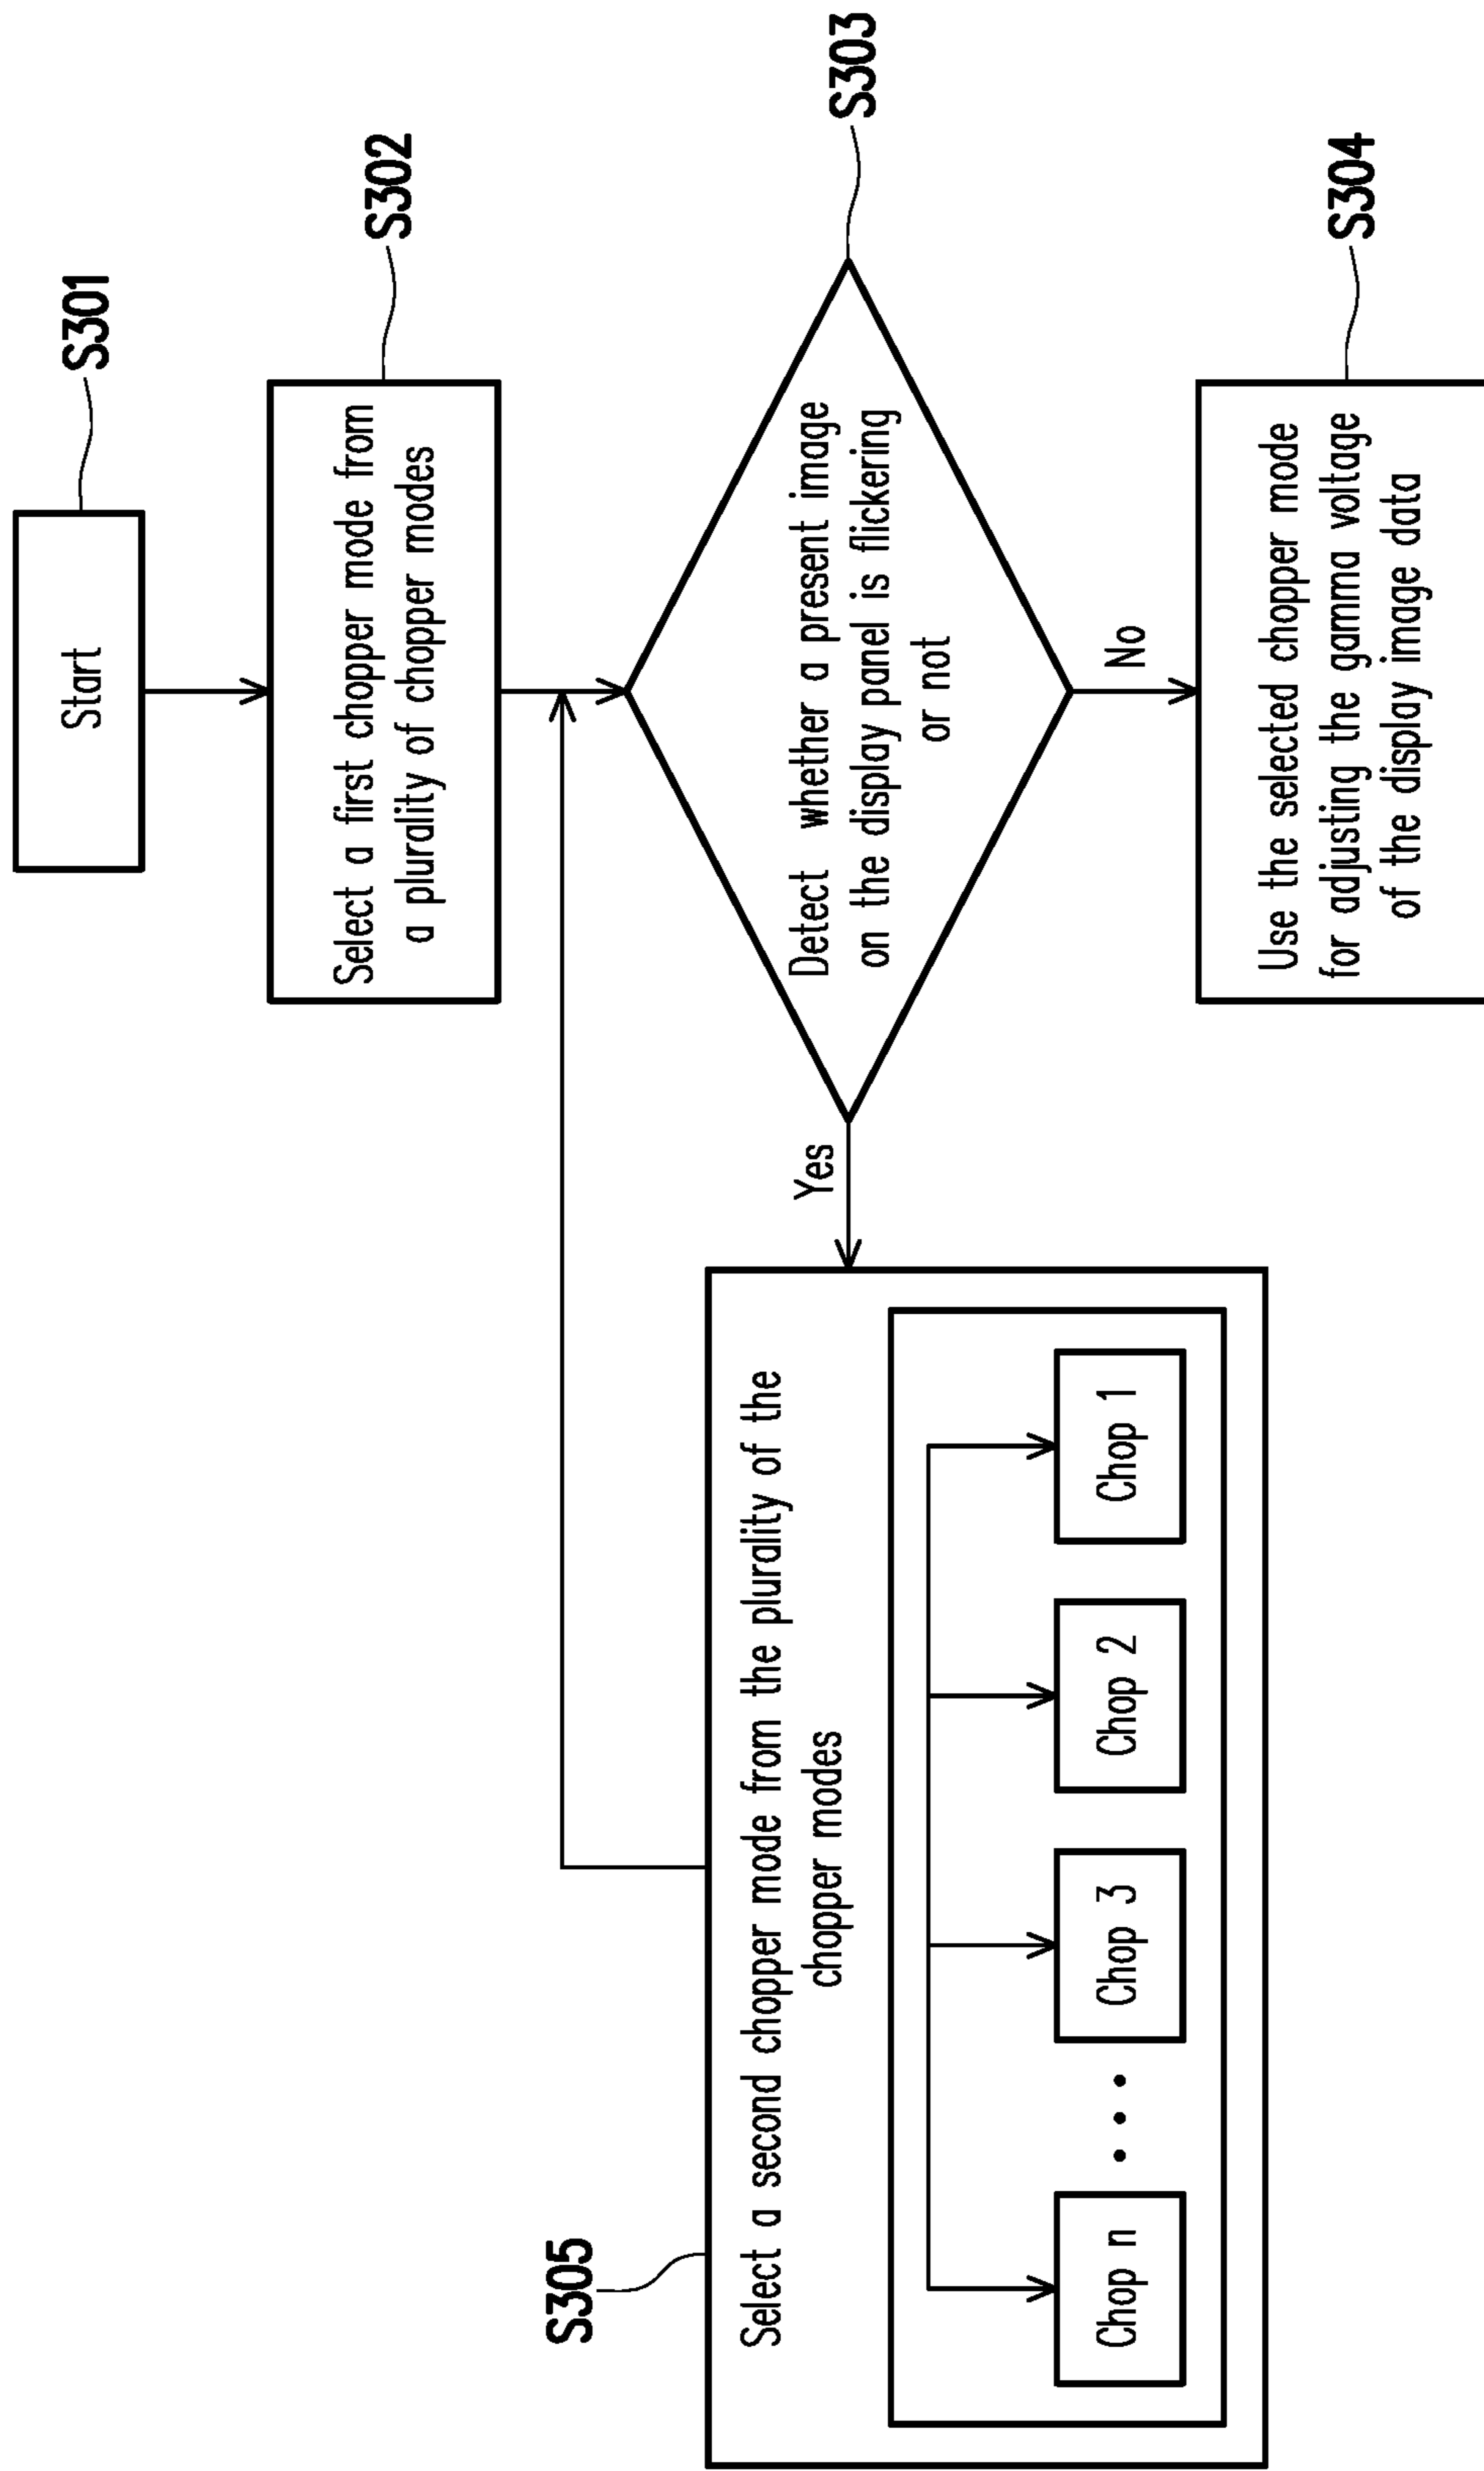 Start
S301
Select a first chopper mode from
a plurality of chopper modes
S302
Detect whether a present image
on the display panel is flickering
or not
S303
Yes
No
Use the selected chopper mode
for adjusting the gamma voltage
of the display image data
S304
S305
Select a second chopper mode from the plurality of the
chopper modes
Chop n
• • •
Chop 3
Chop 2
Chop 1